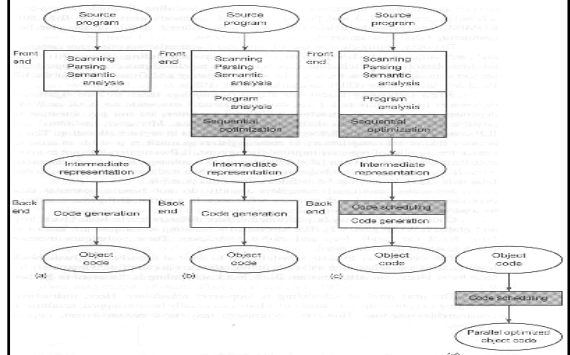 Source
program
Front
end
Scanning
Parsing
Semantic
analysis
Intermediate
representation
Back
end
Code generation
Object
code
(a)
Source
program
Front
end
Scanning
Parsing
Semantic
analysis
Program
analysis
Sequential
optimization
Intermediate
representation
Back
end
Code generation
Object
code
(b)
Source
program
Front
end
Scanning
Parsing
Semantic
analysis
Program
analysis
Sequential
optimization
Intermediate
representation
Back
end
Code scheduling
Code generation
Object
code
(c)
Object
code
Code scheduling
Parallel optimized
object code